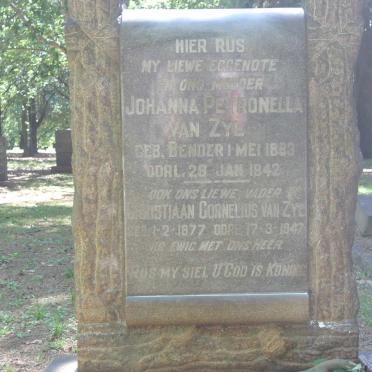 HIER RUS
MY LIEWE EGGENOTE
EN ONS MOEDER
JOHANNA PETRONELLA
VAN ZYL
GEB. BENDER 1 MEI 1883
OORL. 28 JAN 1942
OOK ONS LIEWE VADER
CHRISTIAAN CORNELIUS VAN ZYL
GEB. 1-2-1877 OORL. 17-3-1947
VIR EWIG MET ONS HEER
RUS MY SIEL U GOD IS KONING